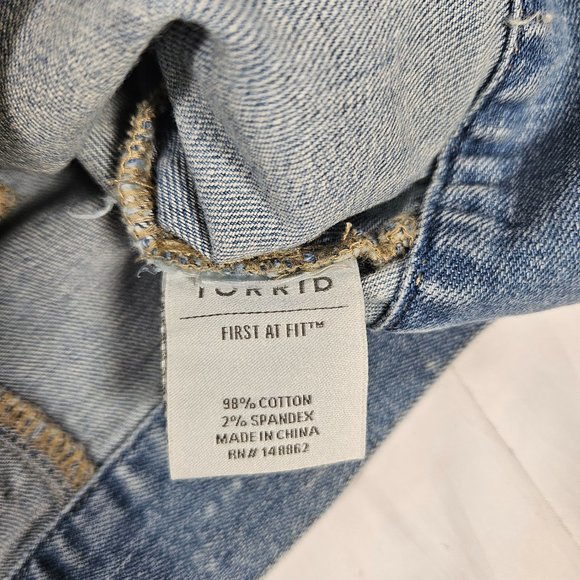 TORRID
FIRST AT FIT™
98% COTTON
2% SPANDEX
MADE IN CHINA
RN# 148862